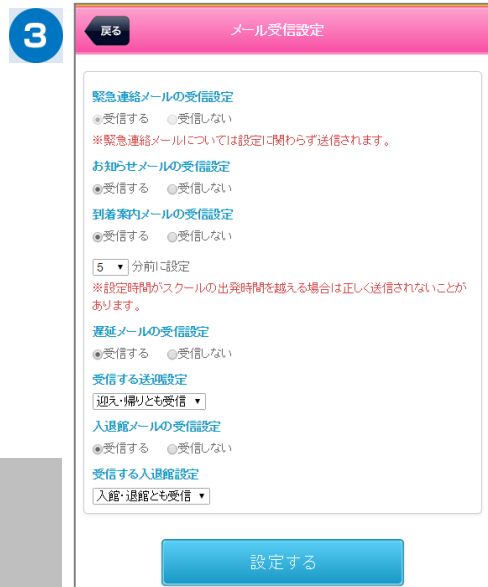 3
戻る
メール受信設定
緊急連絡メールの受信設定
受信する 受信しない
※緊急連絡メールについては設定に関わらず送信されます。
お知らせメールの受信設定
受信する 受信しない
到着案内メールの受信設定
受信する 受信しない
5 分前に設定
※設定時間がスクールの出発時間を越える場合は正しく送信されないことが
あります。
遅延メールの受信設定
受信する 受信しない
受信する送迎設定
迎え・帰りとも受信
入退館メールの受信設定
受信する 受信しない
受信する入退館設定
入館・退館とも受信
設定する